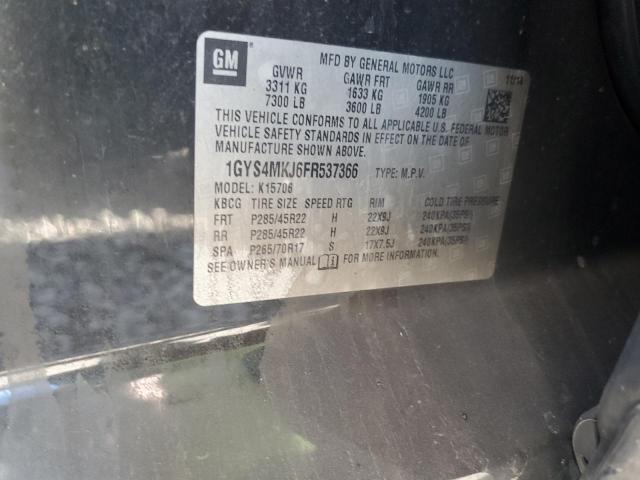 GM
MFD BY GENERAL MOTORS LLC
11/14
GVWR GAWR FRT GAWR RR
3311 KG 1633 KG 1905 KG
7300 LB 3600 LB 4200 LB
THIS VEHICLE CONFORMS TO ALL APPLICABLE U.S. FEDERAL MOTOR
VEHICLE SAFETY STANDARDS IN EFFECT ON THE DATE OF
MANUFACTURE SHOWN ABOVE.
1GYS4MKJ6FR537366 TYPE: M.P.V.
MODEL: K15706
KBCG TIRE SIZE SPEED RTG RIM COLD TIRE PRESSURE
FRT P285/45R22 H 22X9J 240KPA(35PSI)
RR P285/45R22 H 22X9J 240KPA(35PSI)
SPA P265/70R17 S 17X7.5J 240KPA(35PSI)
SEE OWNER'S MANUAL FOR MORE INFORMATION.